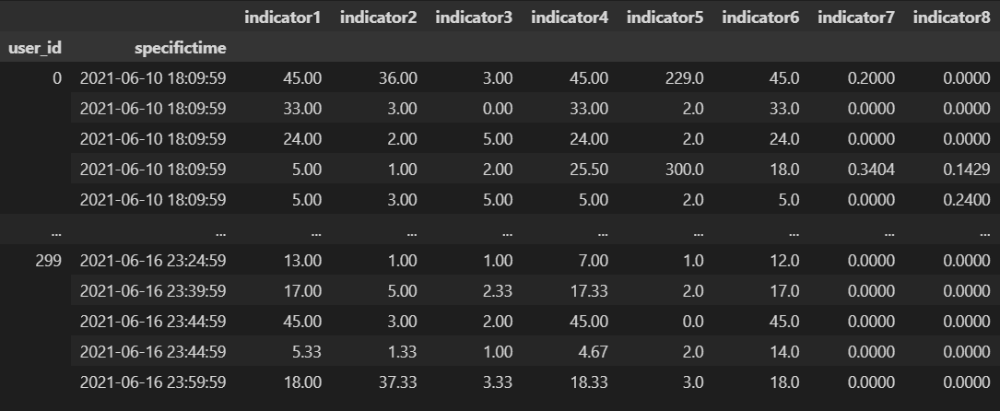 indicator1 indicator2 indicator3 indicator4 indicator5 indicator6 indicator7 indicator8
user_id specifictime
0 2021-06-10 18:09:59 45.00 36.00 3.00 45.00 229.0 45.0 0.2000 0.0000
2021-06-10 18:09:59 33.00 3.00 0.00 33.00 2.0 33.0 0.0000 0.0000
2021-06-10 18:09:59 24.00 2.00 5.00 24.00 2.0 24.0 0.0000 0.0000
2021-06-10 18:09:59 5.00 1.00 2.00 25.50 300.0 18.0 0.3404 0.1429
2021-06-10 18:09:59 5.00 3.00 5.00 5.00 2.0 5.0 0.0000 0.2400
... ... ... ... ... ... ... ... ... ...
299 2021-06-16 23:24:59 13.00 1.00 1.00 7.00 1.0 12.0 0.0000 0.0000
2021-06-16 23:39:59 17.00 5.00 2.33 17.33 2.0 17.0 0.0000 0.0000
2021-06-16 23:44:59 45.00 3.00 2.00 45.00 0.0 45.0 0.0000 0.0000
2021-06-16 23:44:59 5.33 1.33 1.00 4.67 2.0 14.0 0.0000 0.0000
2021-06-16 23:59:59 18.00 37.33 3.33 18.33 3.0 18.0 0.0000 0.0000